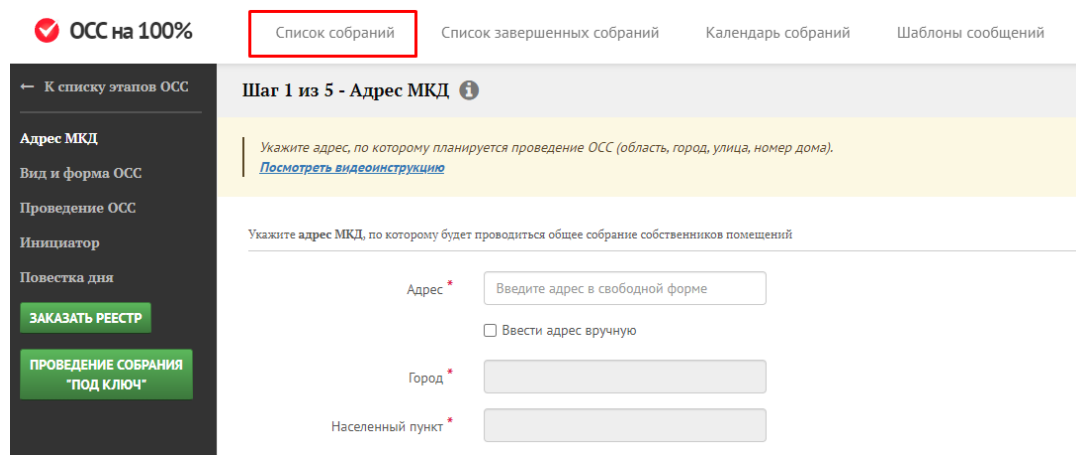 ОСС на 100%
Список собраний
Список завершенных собраний
Календарь собраний
Шаблоны сообщений
← К списку этапов ОСС
Адрес МКД
Вид и форма ОСС
Проведение ОСС
Инициатор
Повестка дня
ЗАКАЗАТЬ РЕЕСТР
ПРОВЕДЕНИЕ СОБРАНИЯ
"ПОД КЛЮЧ"
Шаг 1 из 5 - Адрес МКД
Укажите адрес, по которому планируется проведение ОСС (область, город, улица, номер дома).
Посмотреть видеоинструкцию
Укажите адрес МКД, по которому будет проводиться общее собрание собственников помещений
Адрес *
Введите адрес в свободной форме
Ввести адрес вручную
Город *
Населенный пункт *